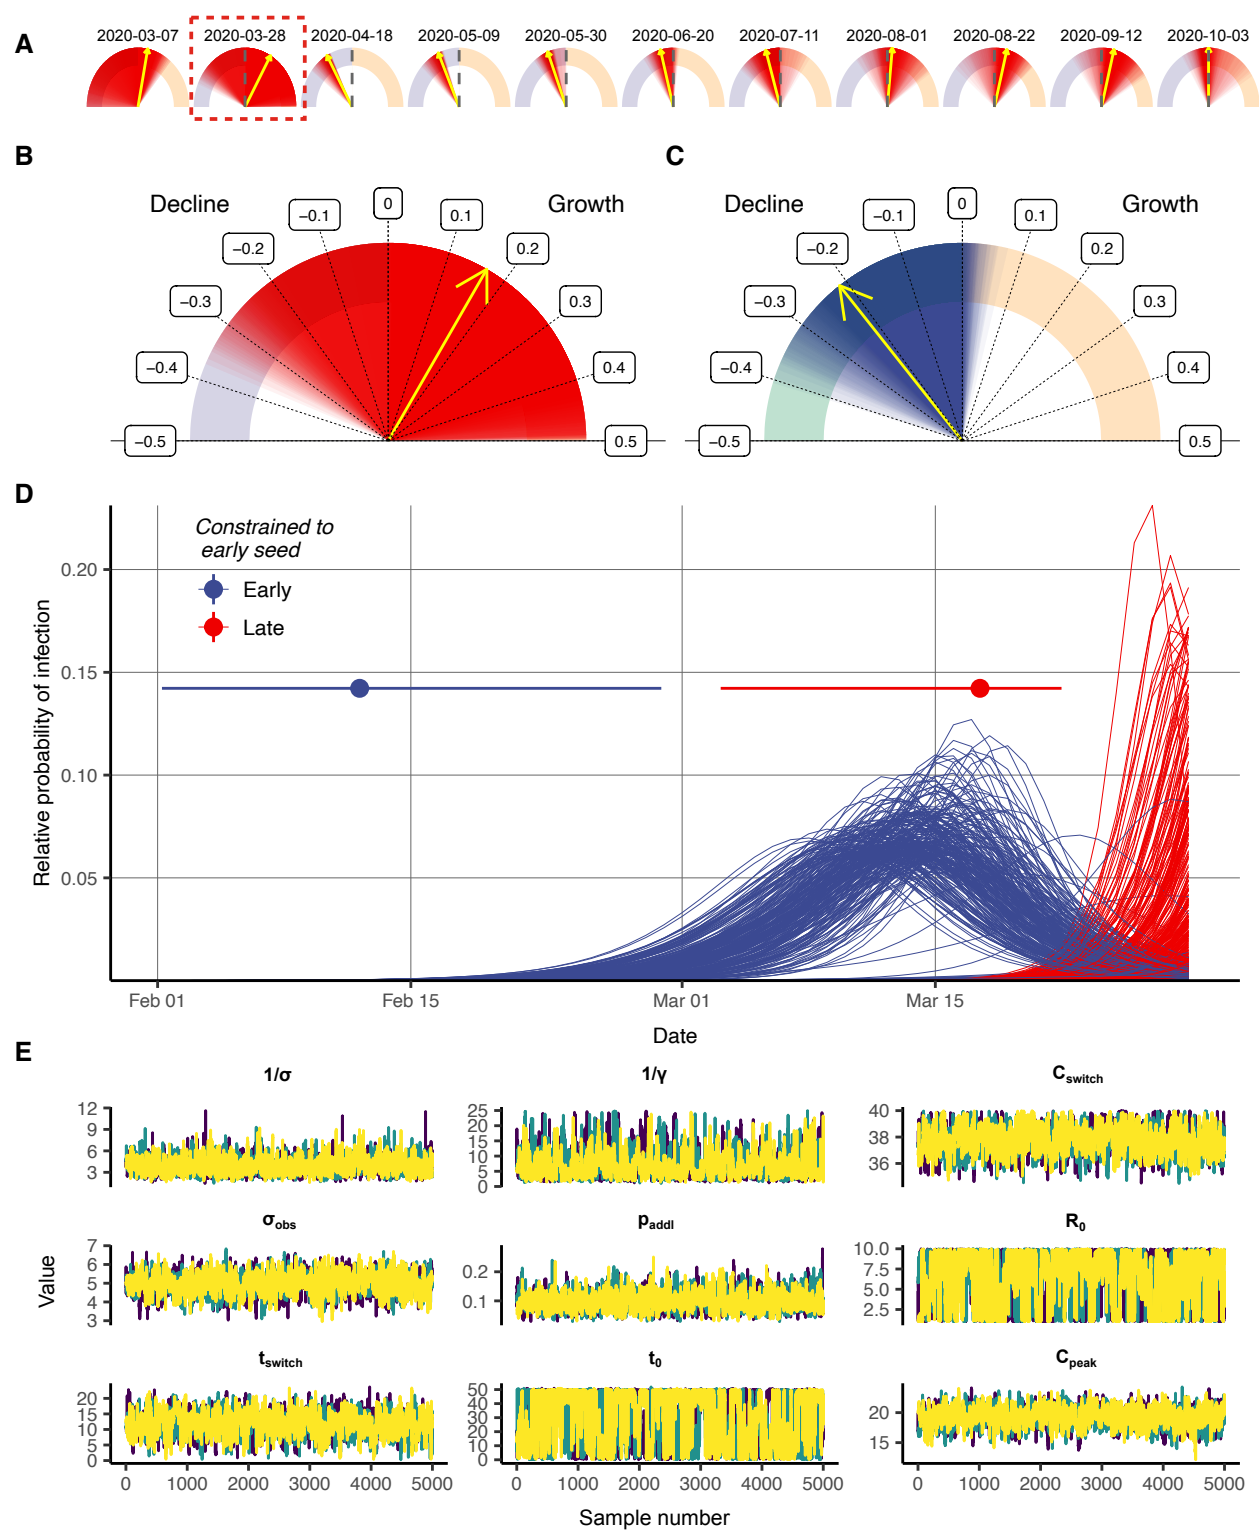 A
2020-03-07 2020-03-28 2020-04-18 2020-05-09 2020-05-30 2020-06-20 2020-07-11 2020-08-01 2020-08-22 2020-09-12 2020-10-03
B
Decline
Growth
−0.5
−0.4
−0.3
−0.2
−0.1
0
0.1
0.2
0.3
0.4
0.5
C
Decline
Growth
−0.5
−0.4
−0.3
−0.2
−0.1
0
0.1
0.2
0.3
0.4
0.5
D
Relative probability of infection
0.20
0.15
0.10
0.05
Constrained to
early seed
Early
Late
Feb 01 Feb 15 Mar 01 Mar 15
Date
E
Value
1/σ
12
9
6
3
1/γ
25
20
15
10
5
0
Cswitch
40
38
36
σobs
7
6
5
4
3
paddl
0.2
0.1
R0
10.0
7.5
5.0
2.5
tswitch
20
15
10
5
0
t0
50
40
30
20
10
0
Cpeak
20
15
0 1000 2000 3000 4000 5000
0 1000 2000 3000 4000 5000
0 1000 2000 3000 4000 5000
Sample number